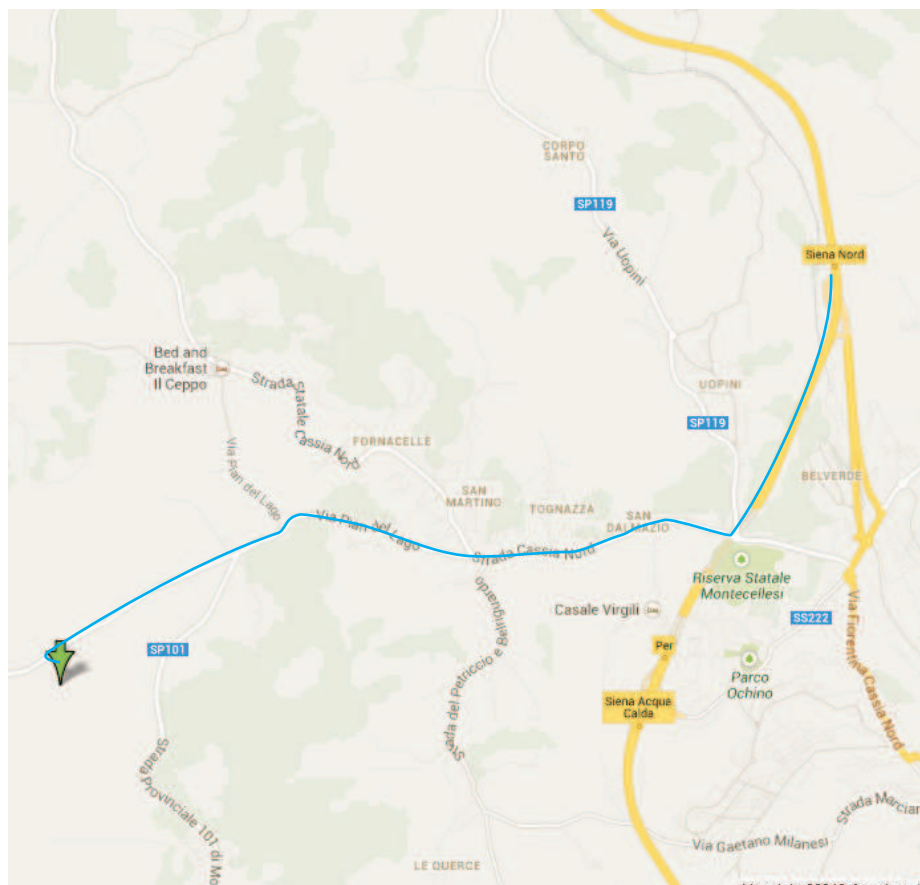 CORPO
SANTO
SP119
Via Uopini
Siena Nord
Bed and
Breakfast
Il Ceppo
Strada Statale Cassia Nord
UOPINI
SP119
FORNACELLE
BELVERDE
Via Pian del Lago
SAN
MARTINO
TOGNAZZA
SAN
DALMAZIO
Via Pian del Lago
Strada Cassia Nord
Riserva Statale
Montecellesi
Casale Virgili
SS222
Via Fiorentina
Cassia Nord
SP101
Per
Parco
Ochino
Strada del Petriccio e Belriguardo
Siena Acqua
Calda
Strada
Provinciale 101 di Mo
Strada Marcian
Via Gaetano Milanesi
LE QUERCE